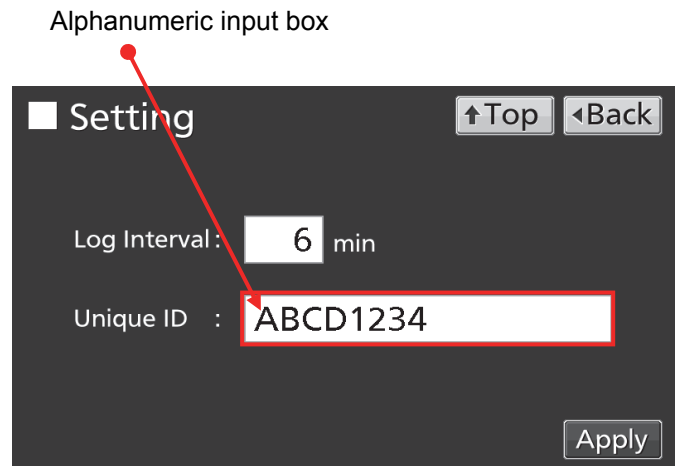 Alphanumeric input box
Setting
Top
Back
Log Interval: 6 min
Unique ID : ABCD1234
Apply